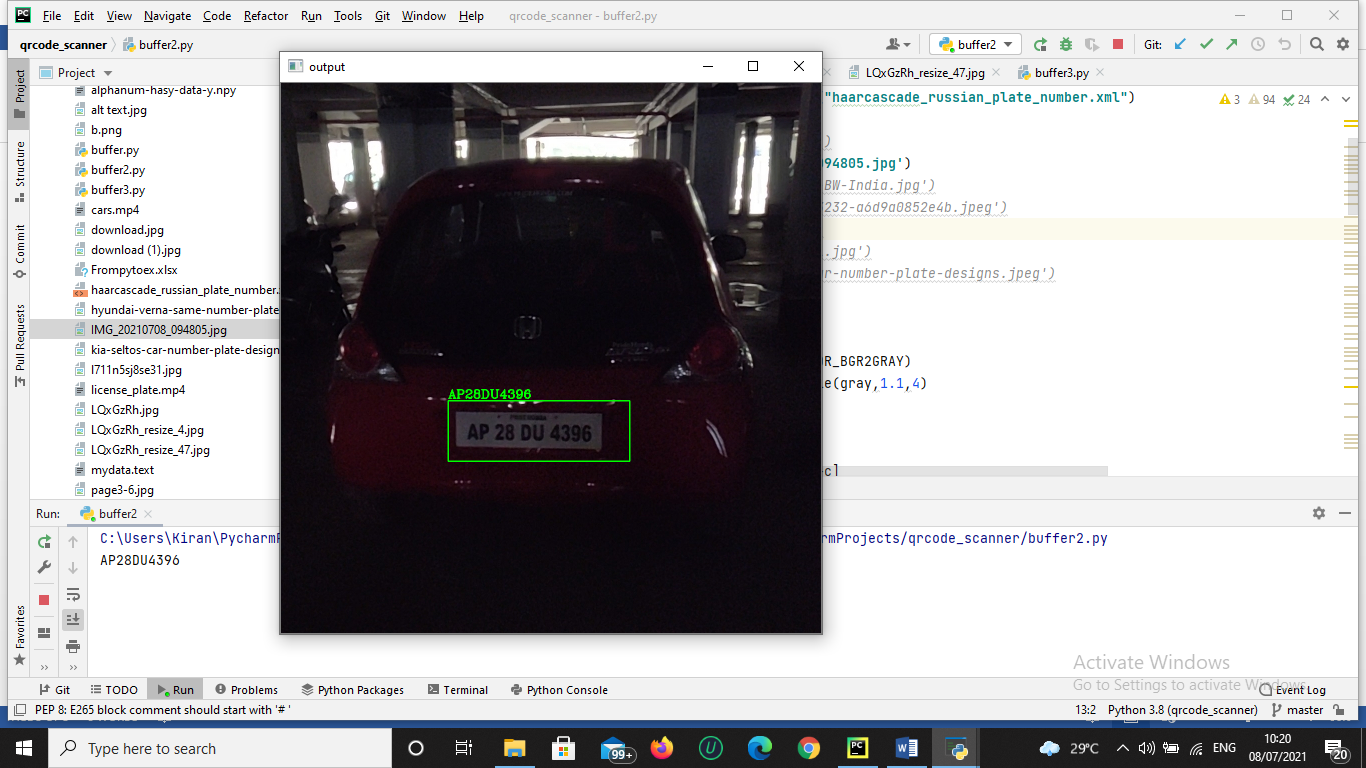 File Edit View Navigate Code Refactor Run Tools Git Window Help qrcode_scanner - buffer2.py
qrcode_scanner buffer2.py buffer2 Git:
Project
LQxGzRh_resize_47.jpg buffer3.py
output
alphanum-hasy-data-y.npy
alt text.jpg
b.png
buffer.py
buffer2.py
buffer3.py
cars.mp4
download.jpg
download (1).jpg
Frompytoex.xlsx
haarcascade_russian_plate_number.
hyundai-verna-same-number-plate
IMG_20210708_094805.jpg
kia-seltos-car-number-plate-design
l711n5sj8se31.jpg
license_plate.mp4
LQxGzRh.jpg
LQxGzRh_resize_4.jpg
LQxGzRh_resize_47.jpg
mydata.text
page3-6.jpg
Project
Structure
Commit
Pull Requests
Favorites
"haarcascade_russian_plate_number.xml")
3 94 24
)
94805.jpg')
BW-India.jpg')
232-a6d9a0852e4b.jpeg')
.jpg')
r-number-plate-designs.jpeg')
R_BGR2GRAY)
e(gray,1.1,4)
c]
AP28DU4396
AP 28 DU 4396
Run: buffer2
C:\Users\Kiran\PycharmP
rmProjects/qrcode_scanner/buffer2.py
AP28DU4396
Activate Windows
Go to Settings to activate Windows.
Git TODO Run Problems Python Packages Terminal Python Console Event Log
PEP 8: E265 block comment should start with '# ' 13:2 Python 3.8 (qrcode_scanner) master
Type here to search 99+ 29°C ENG 10:20
08/07/2021 20